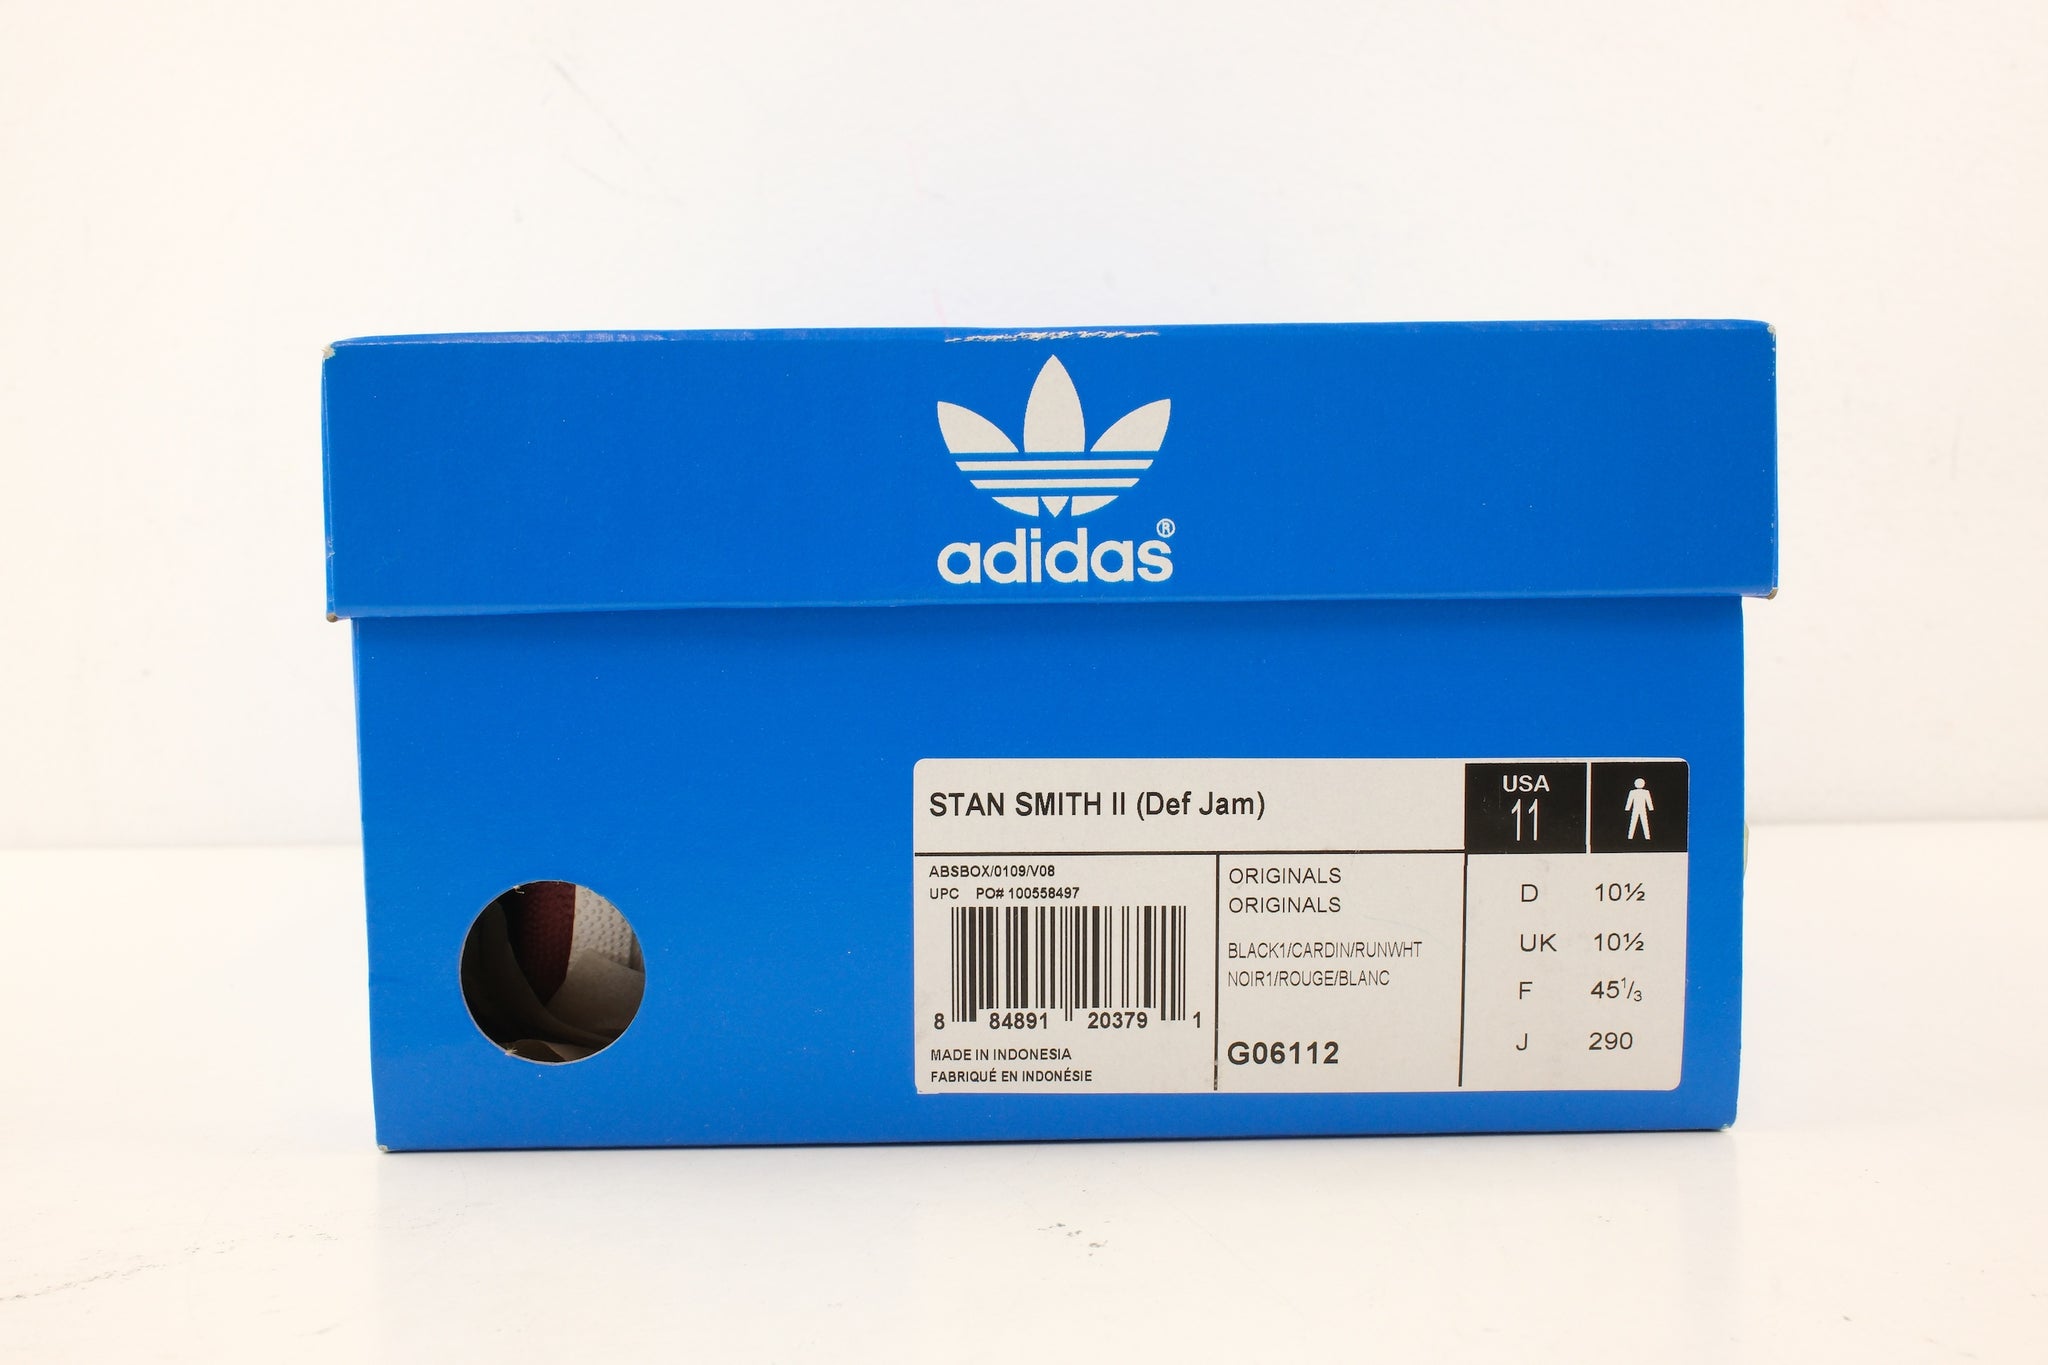 adidas®
STAN SMITH II (Def Jam)
USA
11
ABSBOX/0109/V08
UPC PO# 100558497
8 84891 20379 1
MADE IN INDONESIA
FABRIQUÉ EN INDONÉSIE
ORIGINALS
ORIGINALS
BLACK1/CARDIN/RUNWHT
NOIR1/ROUGE/BLANC
G06112
D 10½
UK 10½
F 45⅓
J 290